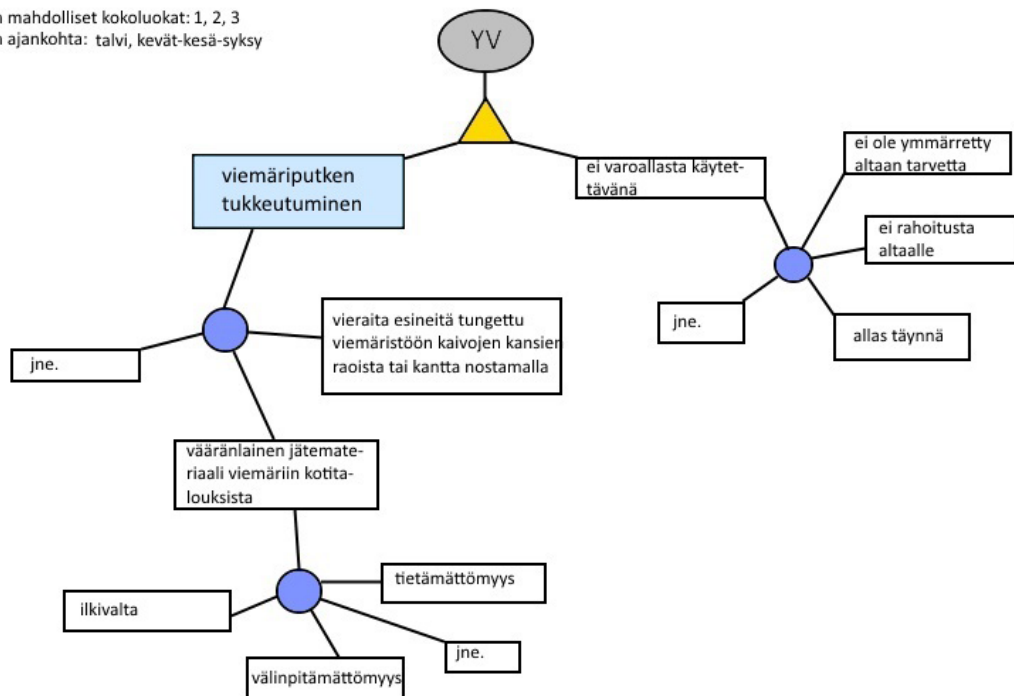 mahdolliset kokoluokat: 1, 2, 3
ajankohta: talvi, kevät-kesä-syksy
YV
viemäriputken
tukkeutuminen
ei varoallasta käytet-
tävänä
ei ole ymmärretty
altaan tarvetta
ei rahoitusta
altaalle
allas täynnä
jne.
jne.
vieraita esineitä tungettu
viemäristöön kaivojen kansien
raoista tai kantta nostamalla
vääränlainen jätemate-
riaali viemäriin kotita-
louksista
tietämättömyys
ilkivalta
jne.
välinpitämättömyys